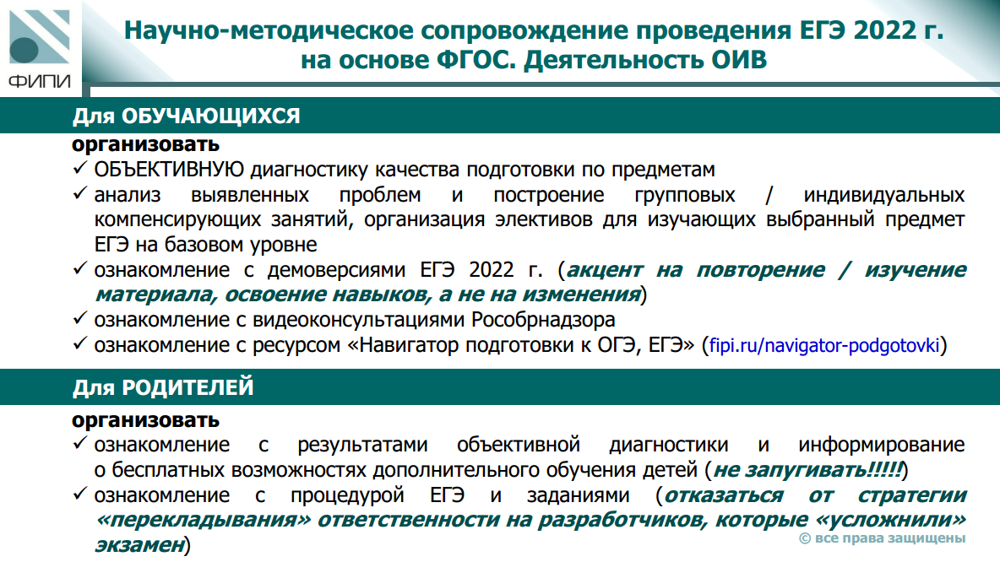 ФИПИ
Научно-методическое сопровождение проведения ЕГЭ 2022 г.
на основе ФГОС. Деятельность ОИВ
Для ОБУЧАЮЩИХСЯ
организовать
✓ ОБЪЕКТИВНУЮ диагностику качества подготовки по предметам
✓ анализ выявленных проблем и построение групповых / индивидуальных
компенсирующих занятий, организация элективов для изучающих выбранный предмет
ЕГЭ на базовом уровне
✓ ознакомление с демоверсиями ЕГЭ 2022 г. (акцент на повторение / изучение
материала, освоение навыков, а не на изменения)
✓ ознакомление с видеоконсультациями Рособрнадзора
✓ ознакомление с ресурсом «Навигатор подготовки к ОГЭ, ЕГЭ» (fipi.ru/navigator-podgotovki)
Для РОДИТЕЛЕЙ
организовать
✓ ознакомление с результатами объективной диагностики и информирование
о бесплатных возможностях дополнительного обучения детей (не запугивать!!!!!)
✓ ознакомление с процедурой ЕГЭ и заданиями (отказаться от стратегии
«перекладывания» ответственности на разработчиков, которые «усложнили»
экзамен)
© все права защищены